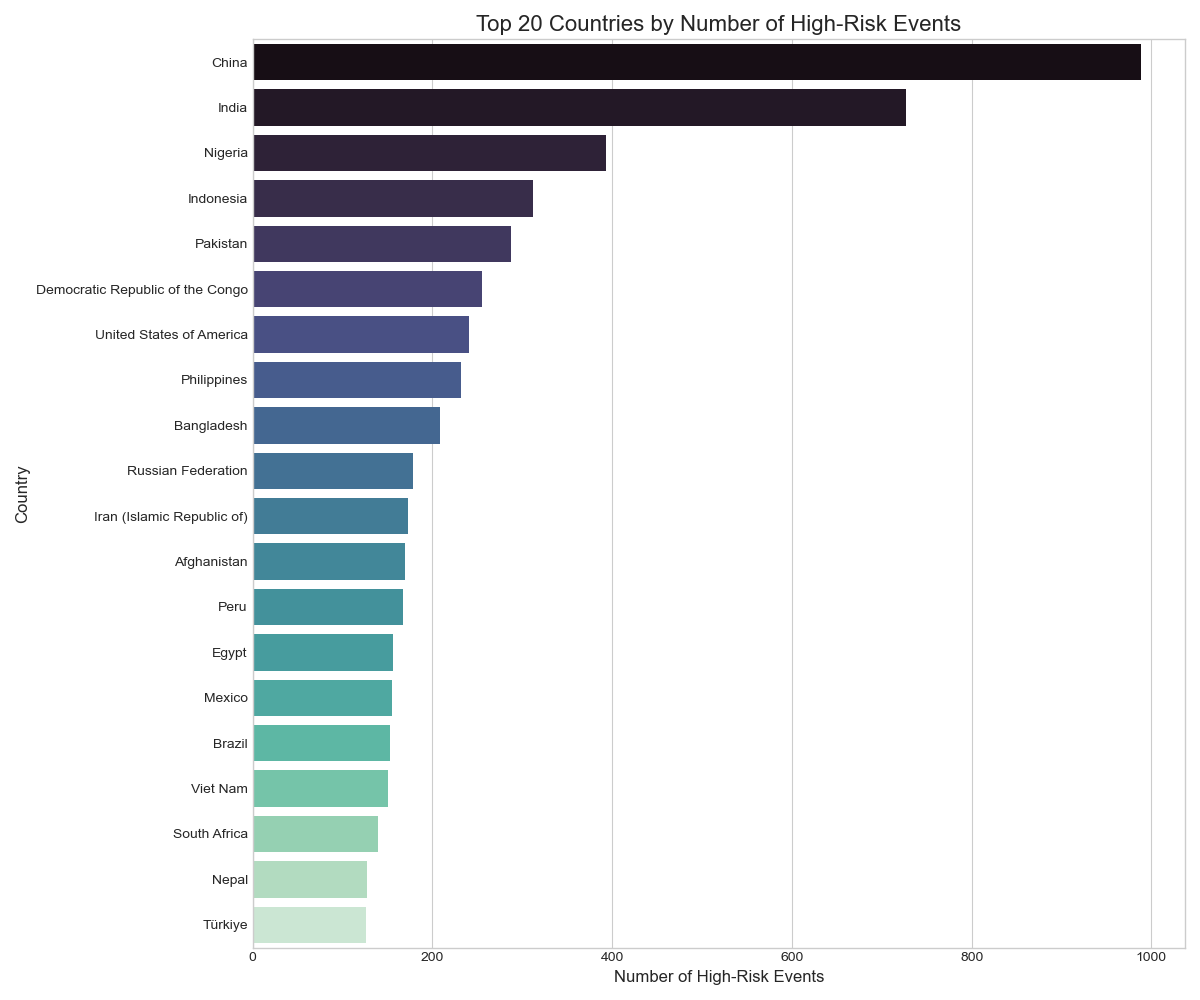 Top 20 Countries by Number of High-Risk Events
China
India
Nigeria
Indonesia
Pakistan
Democratic Republic of the Congo
United States of America
Philippines
Bangladesh
Russian Federation
Iran (Islamic Republic of)
Afghanistan
Peru
Egypt
Mexico
Brazil
Viet Nam
South Africa
Nepal
Türkiye
Country
0 200 400 600 800 1000
Number of High-Risk Events